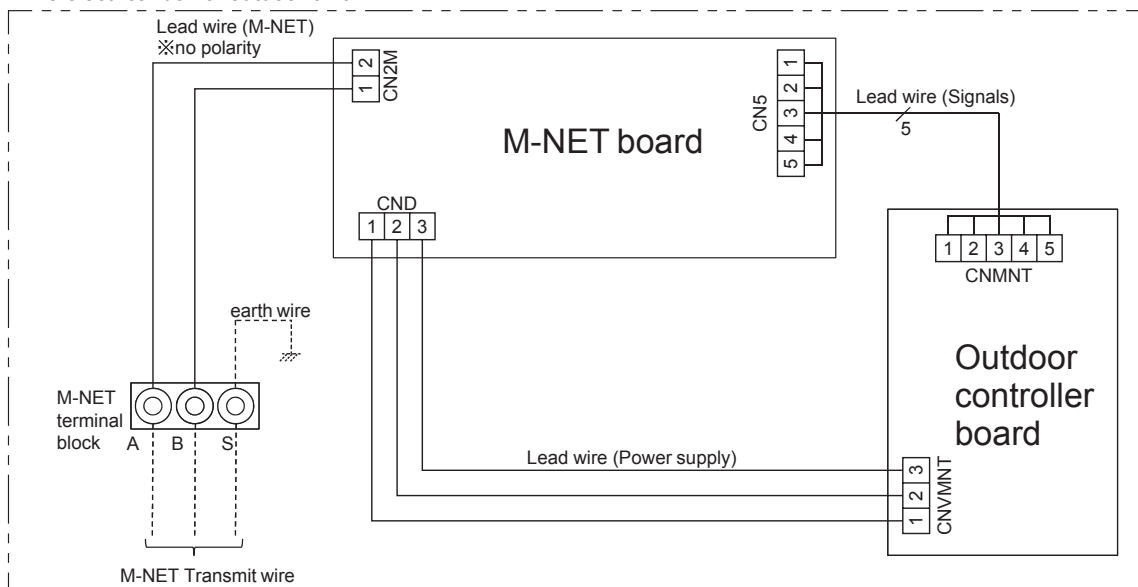 Lead wire (M-NET)
※no polarity
2
1
CN2M
M-NET board
1
2
3
4
5
CN5
Lead wire (Signals)
5
CND
1 2 3
1 2 3 4 5
CNMNT
earth wire
Outdoor
controller
board
M-NET
terminal
block
A B S
Lead wire (Power supply)
3
2
1
CNVMNT
M-NET Transmit wire